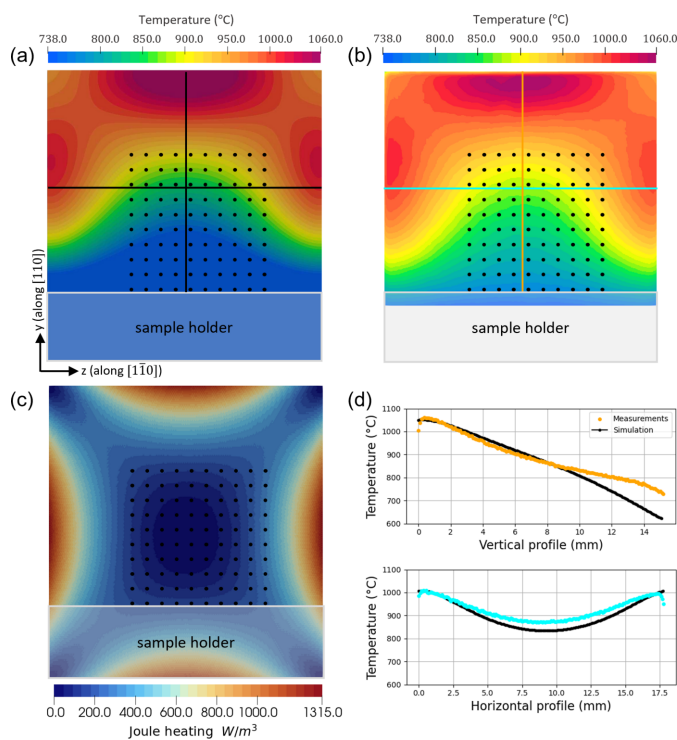 Temperature (°C)
738.0 800.0 850.0 900.0 950.0 1000.0 1060.0
(a)
sample holder
y (along [110])
z (along [11̅0])
Temperature (°C)
738.0 800.0 850.0 900.0 950.0 1000.0 1060.0
(b)
sample holder
(c)
sample holder
0.0 200.0 400.0 600.0 800.0 1000.0 1315.0
Joule heating W/m³
(d)
1100
1000
900
800
700
600
Temperature (°C)
Measurements
Simulation
0 2 4 6 8 10 12 14
Vertical profile (mm)
1100
1000
900
800
700
600
Temperature (°C)
0.0 2.5 5.0 7.5 10.0 12.5 15.0 17.5
Horizontal profile (mm)